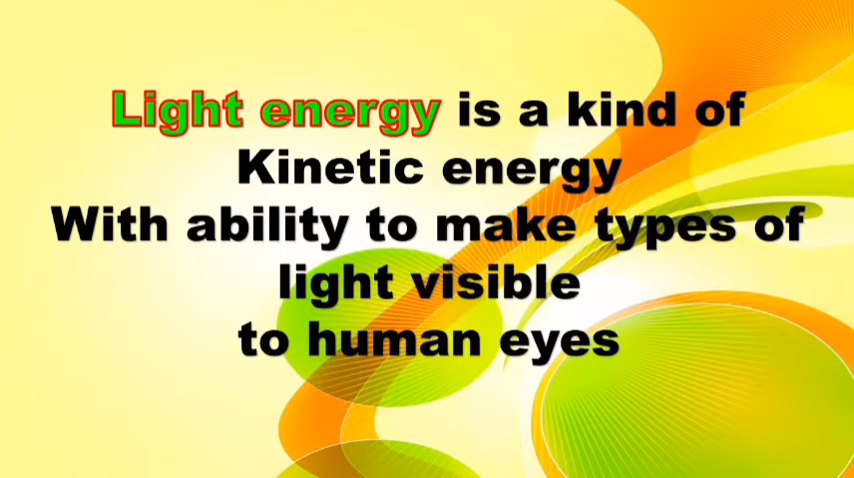 Light energy is a kind of
Kinetic energy
With ability to make types of
light visible
to human eyes